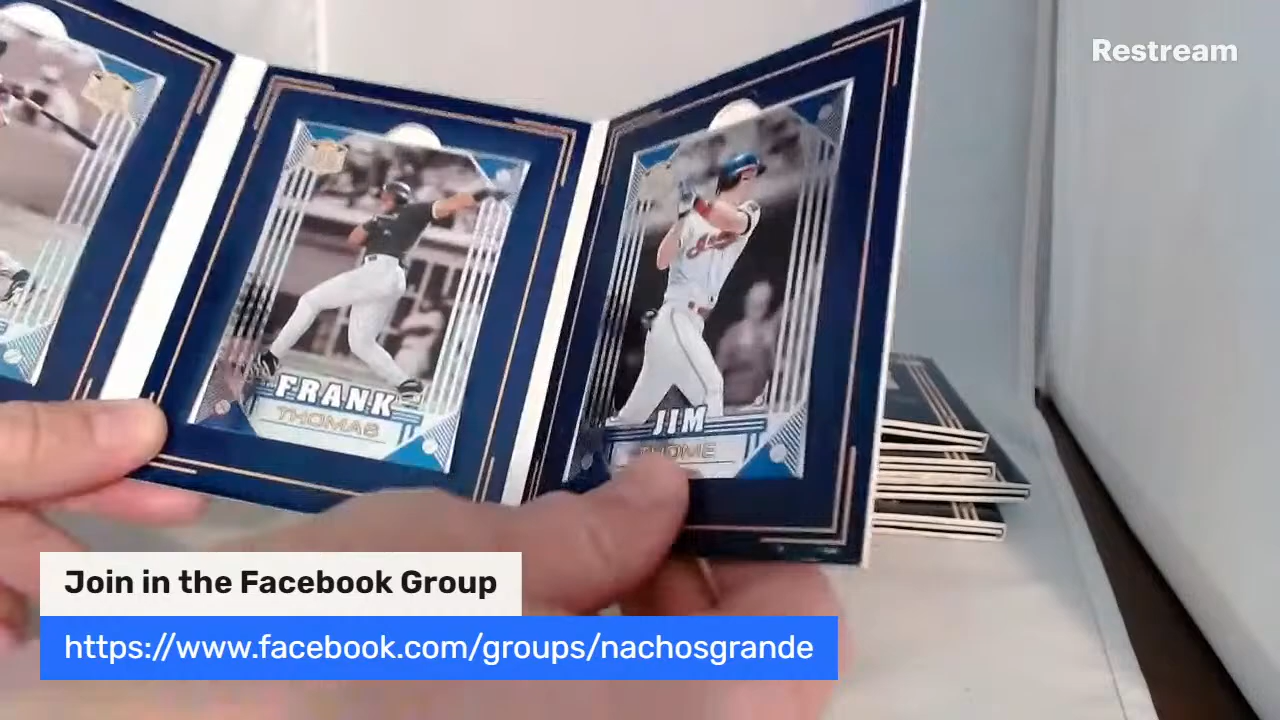 Restream
FRANK
THOMAS
JIM
THOME
Join in the Facebook Group
https://www.facebook.com/groups/nachosgrande